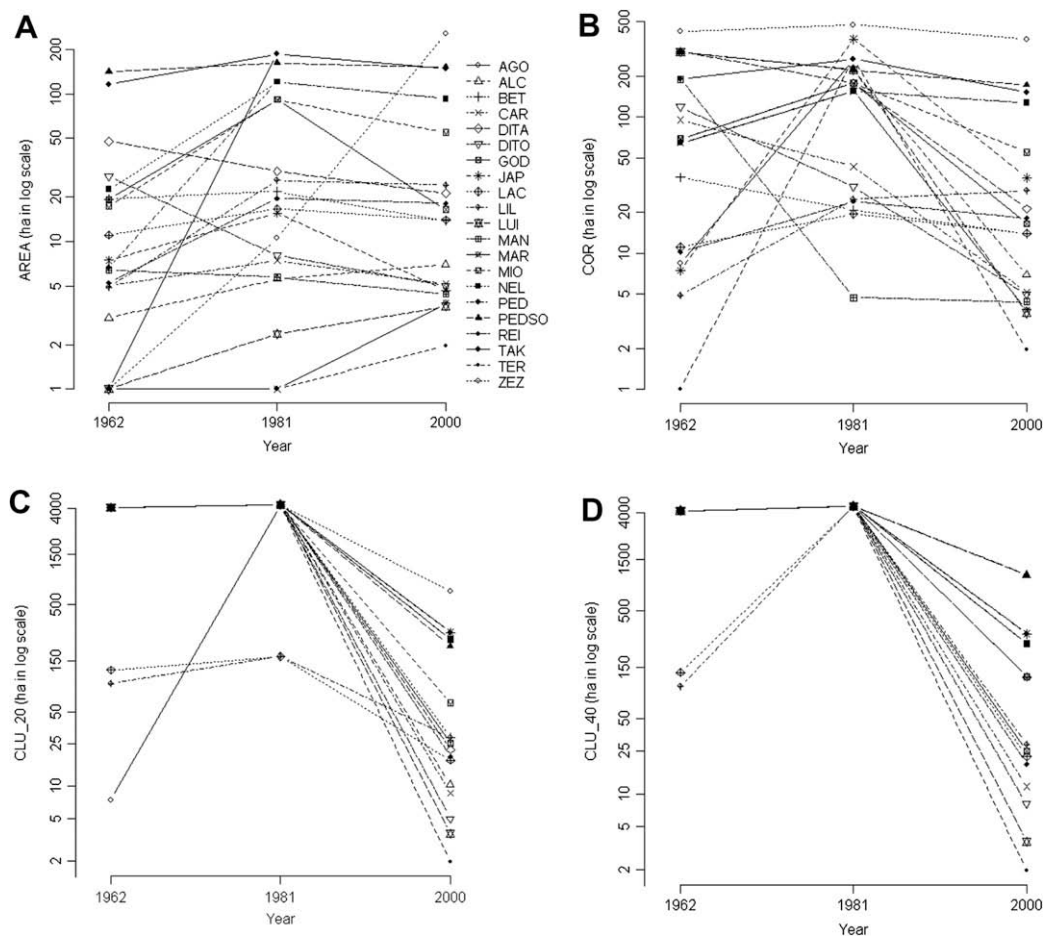 A
AREA (ha in log scale)
200
100
50
20
10
5
2
1
1962
1981
2000
Year
AGO
ALC
BET
CAR
DITA
DITO
GOD
JAP
LAC
LIL
LUI
MAN
MAR
MIO
NEL
PED
PEDSO
REI
TAK
TER
ZEZ
B
COR (ha in log scale)
500
200
100
50
20
10
5
2
1
1962
1981
2000
Year
C
CLU_20 (ha in log scale)
4000
1500
500
150
50
25
10
5
2
1962
1981
2000
Year
D
CLU_40 (ha in log scale)
4000
1500
500
150
50
25
10
5
2
1962
1981
2000
Year